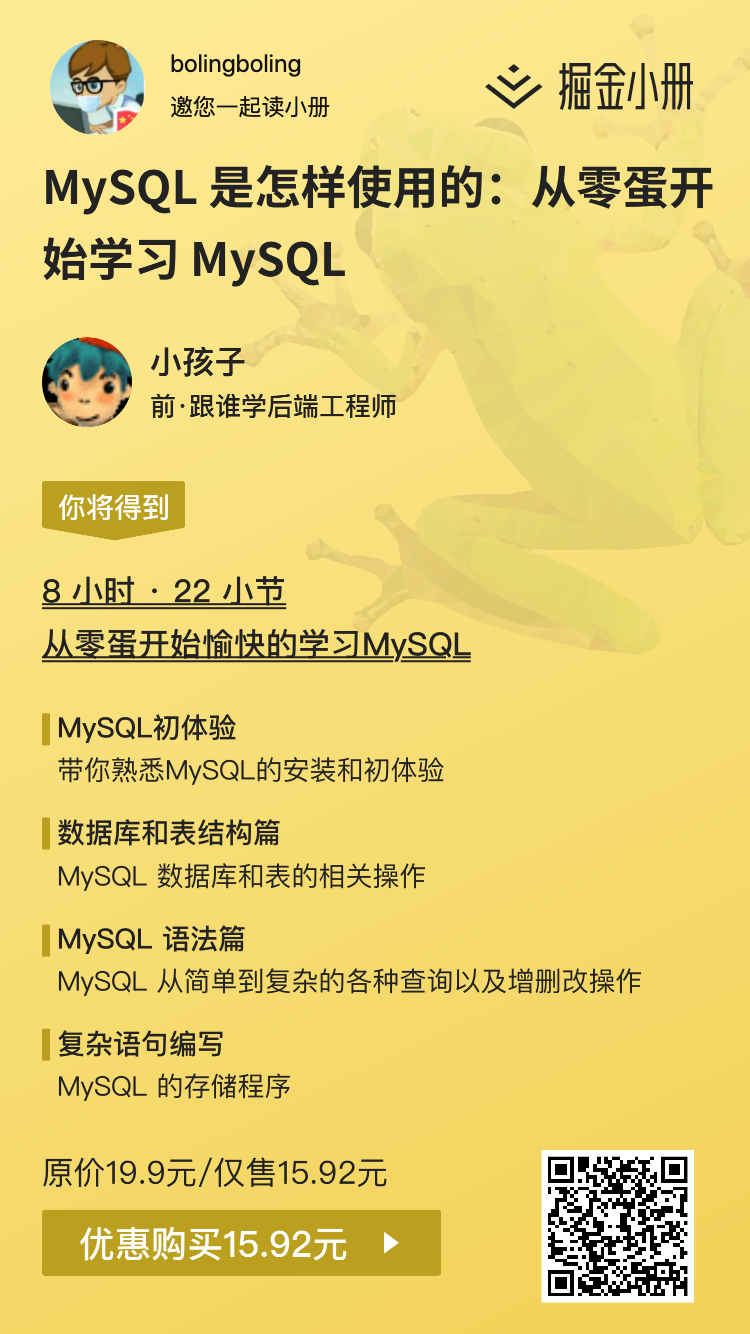 bolingboling
邀您一起读小册
掘金小册
MySQL 是怎样使用的：从零蛋开
始学习 MySQL
小孩子
前·跟谁学后端工程师
你将得到
8 小时 · 22 小节
从零蛋开始愉快的学习MySQL
MySQL初体验
带你熟悉MySQL的安装和初体验
数据库和表结构篇
MySQL 数据库和表的相关操作
MySQL 语法篇
MySQL 从简单到复杂的各种查询以及增删改操作
复杂语句编写
MySQL 的存储程序
原价19.9元/仅售15.92元
优惠购买15.92元